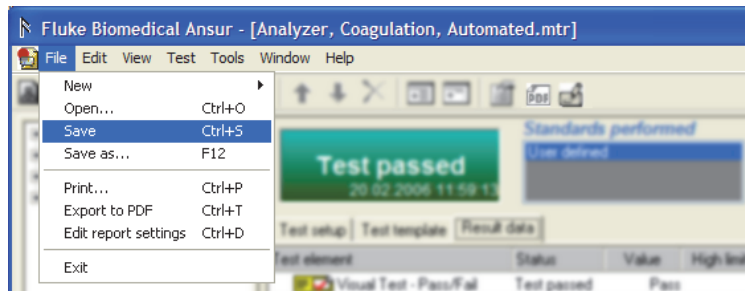 Fluke Biomedical Ansur - [Analyzer, Coagulation, Automated.mtr]
File Edit View Test Tools Window Help
New
Open... Ctrl+O
Save Ctrl+S
Save as... F12
Print... Ctrl+P
Export to PDF Ctrl+T
Edit report settings Ctrl+D
Exit
PDF
Standards performed
User defined
Test passed
20.02.2006 11:59:13
Test setup Test template Result data
Test element Status Value High limit
Visual Test - Pass/Fail Test passed Pass